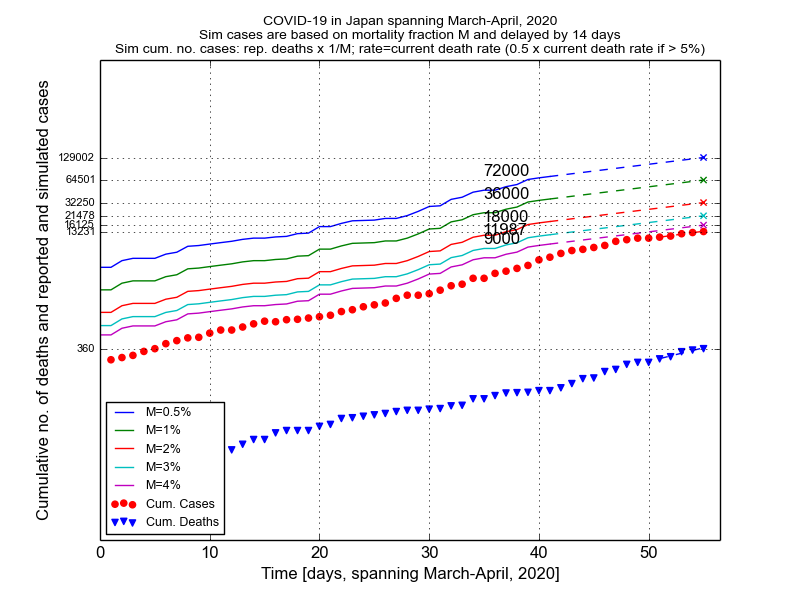 COVID-19 in Japan spanning March-April, 2020
Sim cases are based on mortality fraction M and delayed by 14 days
Sim cum. no. cases: rep. deaths x 1/M; rate=current death rate (0.5 x current death rate if > 5%)
Cumulative no. of deaths and reported and simulated cases
129002
64501
32250
21478
16125
13231
360
72000
36000
18000
11987
9000
M=0.5%
M=1%
M=2%
M=3%
M=4%
Cum. Cases
Cum. Deaths
0 10 20 30 40 50
Time [days, spanning March-April, 2020]